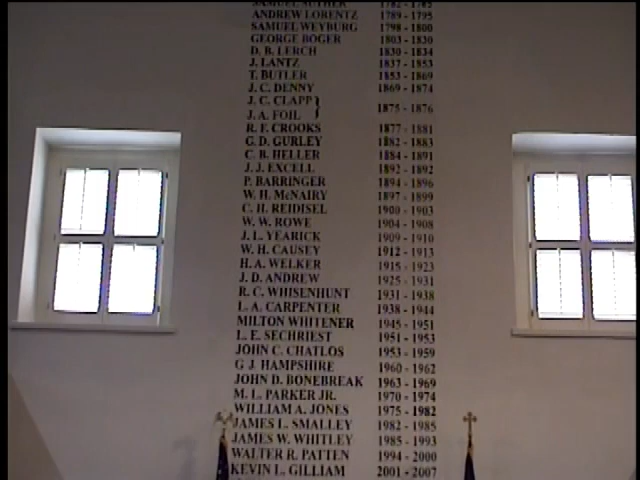 SAMUEL SUTHER 1782 - 1785
ANDREW LORENTZ 1789 - 1795
SAMUEL WEYBURG 1798 - 1800
GEORGE BOGER 1803 - 1830
D. B. LERCH 1830 - 1834
J. LANTZ 1837 - 1853
T. BUTLER 1853 - 1869
J. C. DENNY 1869 - 1874
J. C. CLAPP
J. A. FOIL } 1875 - 1876
R. F. CROOKS 1877 - 1881
G. D. GURLEY 1882 - 1883
C. B. HELLER 1884 - 1891
J. J. EXCELL 1892 - 1892
P. BARRINGER 1894 - 1896
W. H. McNAIRY 1897 - 1899
C. H. REIDISEL 1900 - 1903
W. W. ROWE 1904 - 1908
J. L. YEARICK 1909 - 1910
W. H. CAUSEY 1912 - 1913
H. A. WELKER 1915 - 1923
J. D. ANDREW 1925 - 1931
R. C. WHISENHUNT 1931 - 1938
L. A. CARPENTER 1938 - 1944
MILTON WHITENER 1945 - 1951
L. E. SECHRIEST 1951 - 1953
JOHN C. CHATLOS 1953 - 1959
G J. HAMPSHIRE 1960 - 1962
JOHN D. BONEBREAK 1963 - 1969
M. L. PARKER JR. 1970 - 1974
WILLIAM A. JONES 1975 - 1982
JAMES L. SMALLEY 1982 - 1985
JAMES W. WHITLEY 1985 - 1993
WALTER R. PATTEN 1994 - 2000
KEVIN L. GILLIAM 2001 - 2007